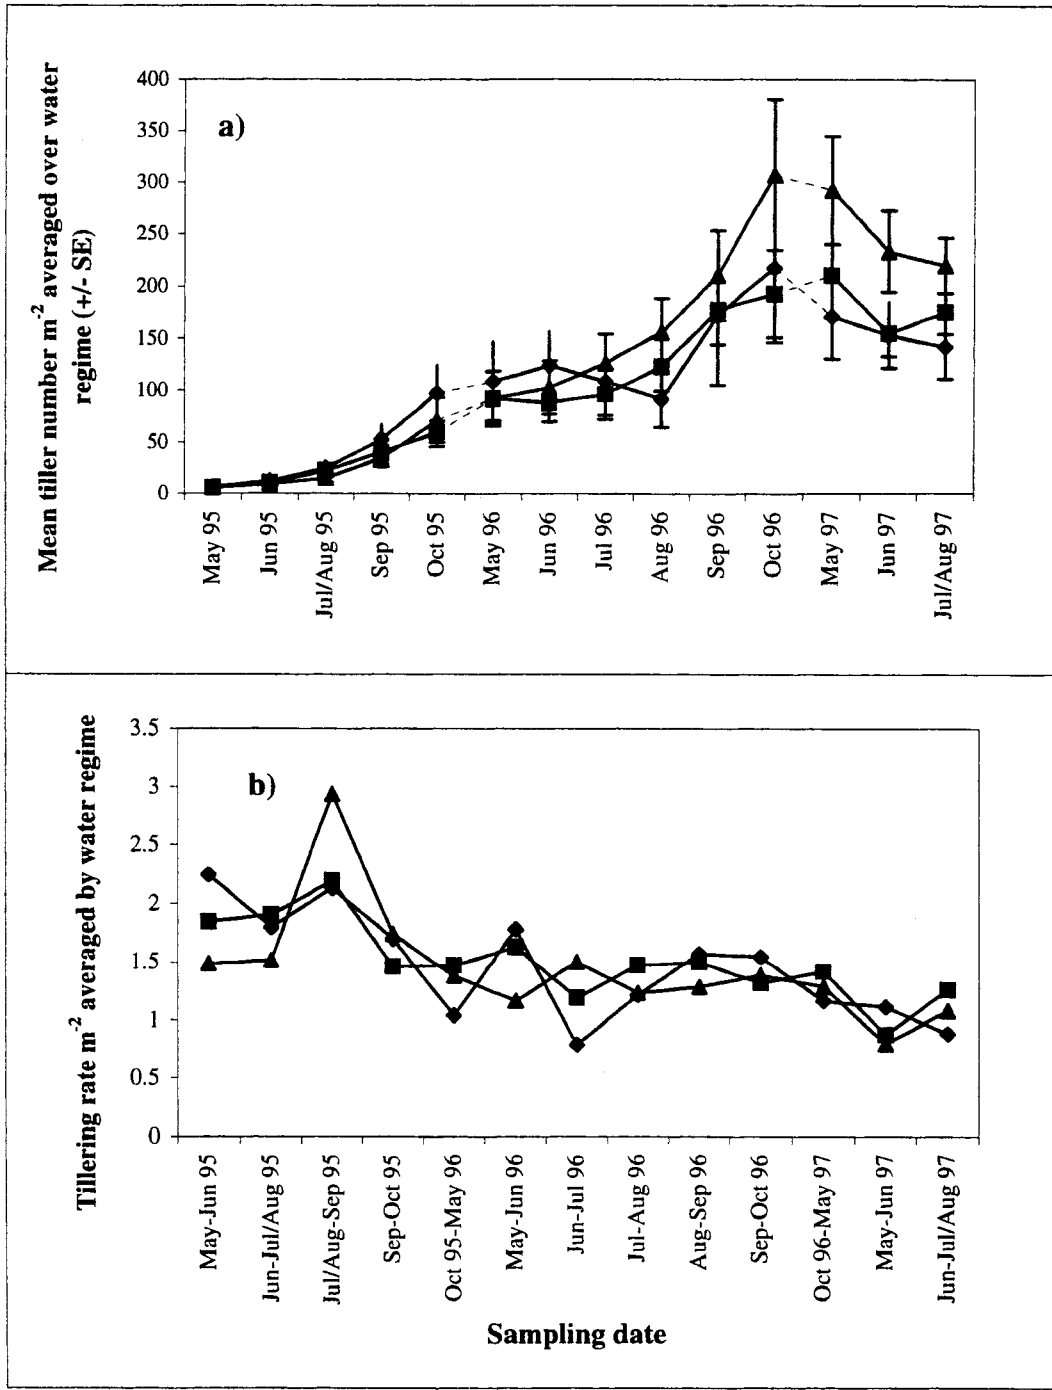 Mean tiller number m-2 averaged over water
regime (+/- SE)
400
350
300
250
200
150
100
50
0
a)
May 95
Jun 95
Jul/Aug 95
Sep 95
Oct 95
May 96
Jun 96
Jul 96
Aug 96
Sep 96
Oct 96
May 97
Jun 97
Jul/Aug 97
Tillering rate m-2 averaged by water regime
3.5
3
2.5
2
1.5
1
0.5
0
b)
May-Jun 95
Jun-Jul/Aug 95
Jul/Aug-Sep 95
Sep-Oct 95
Oct 95-May 96
May-Jun 96
Jun-Jul 96
Jul-Aug 96
Aug-Sep 96
Sep-Oct 96
Oct 96-May 97
May-Jun 97
Jun-Jul/Aug 97
Sampling date